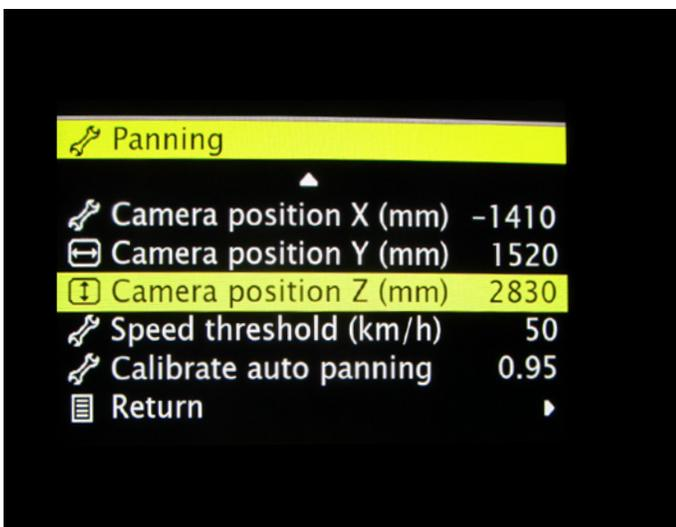 Panning
Camera position X (mm) -1410
Camera position Y (mm) 1520
Camera position Z (mm) 2830
Speed threshold (km/h) 50
Calibrate auto panning 0.95
Return